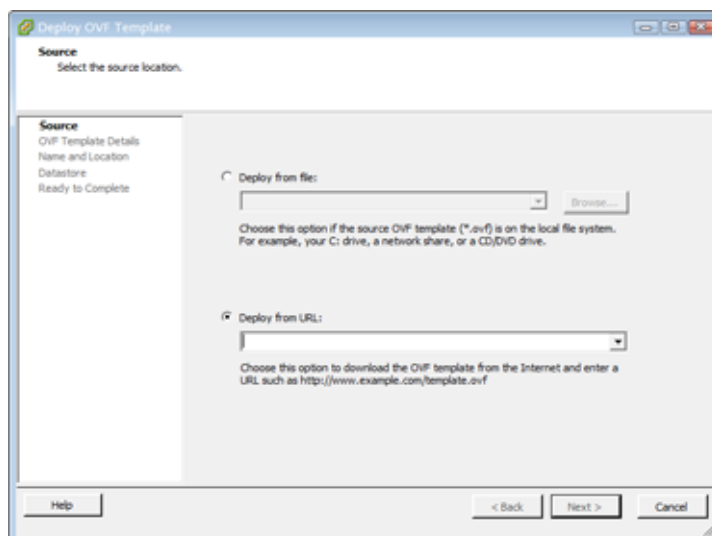 Deploy OVF Template
Source
Select the source location.
Source
OVF Template Details
Name and Location
Datastore
Ready to Complete
Deploy from file:
Browse...
Choose this option if the source OVF template (*.ovf) is on the local file system.
For example, your C: drive, a network share, or a CD/DVD drive.
Deploy from URL:
Choose this option to download the OVF template from the Internet and enter a
URL such as http://www.example.com/template.ovf
Help
< Back
Next >
Cancel